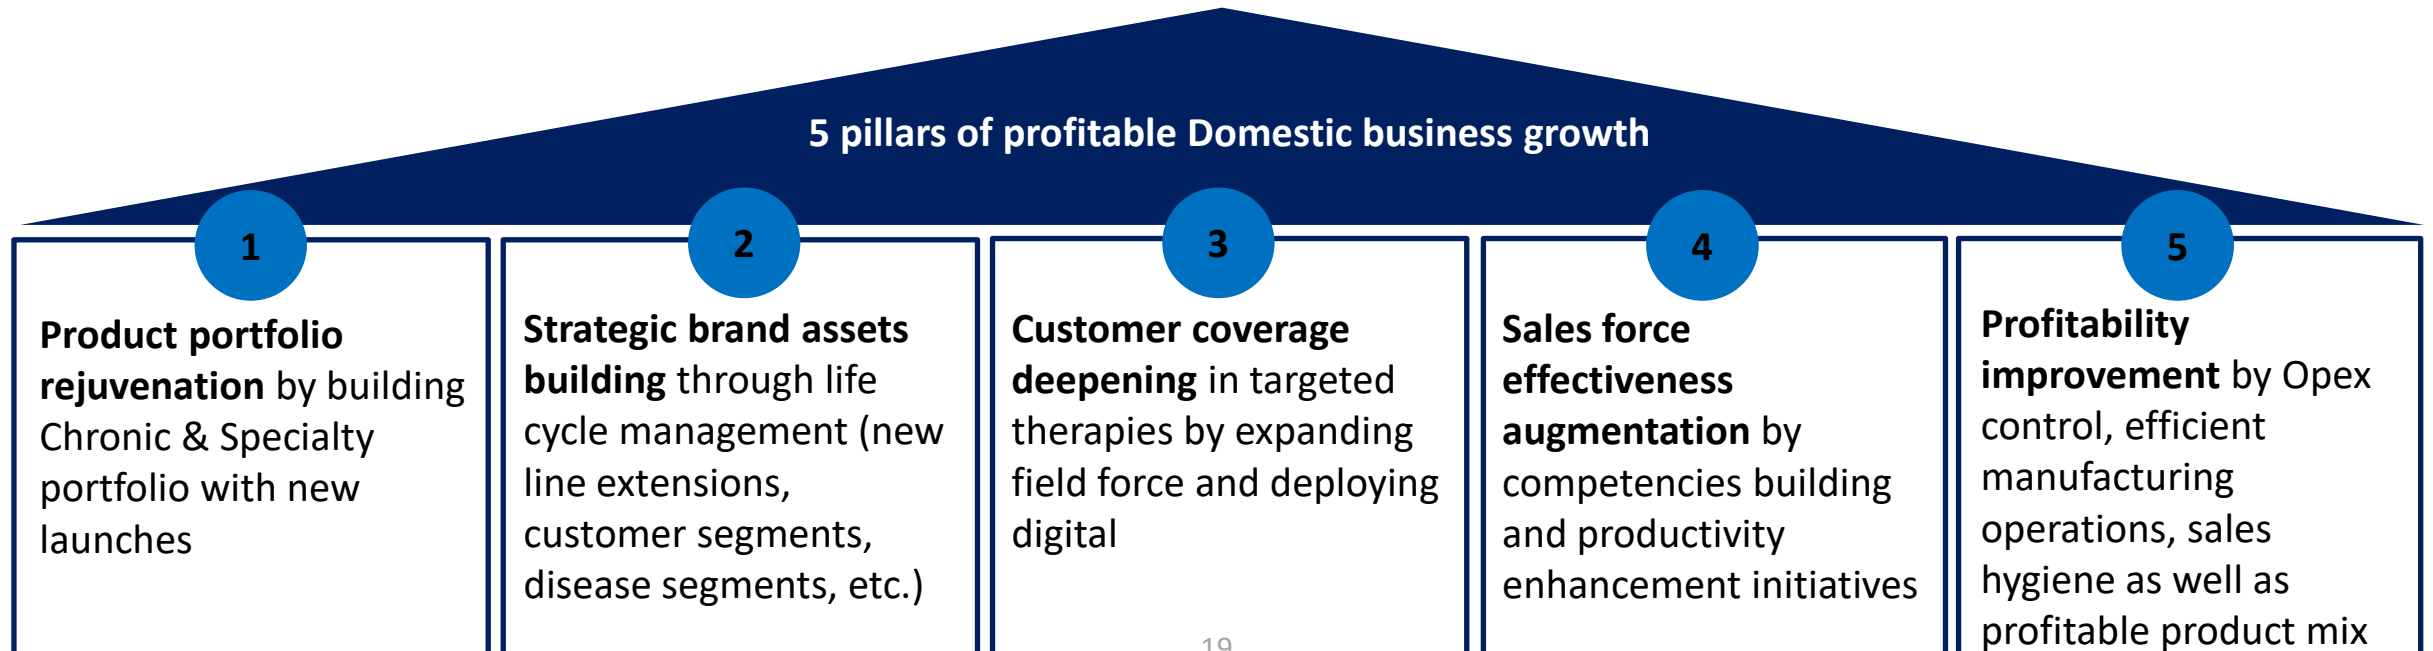 5 pillars of profitable Domestic business growth
1
Product portfolio
rejuvenation by building
Chronic & Specialty
portfolio with new
launches
2
Strategic brand assets
building through life
cycle management (new
line extensions,
customer segments,
disease segments, etc.)
3
Customer coverage
deepening in targeted
therapies by expanding
field force and deploying
digital
4
Sales force
effectiveness
augmentation by
competencies building
and productivity
enhancement initiatives
5
Profitability
improvement by Opex
control, efficient
manufacturing
operations, sales
hygiene as well as
profitable product mix
19